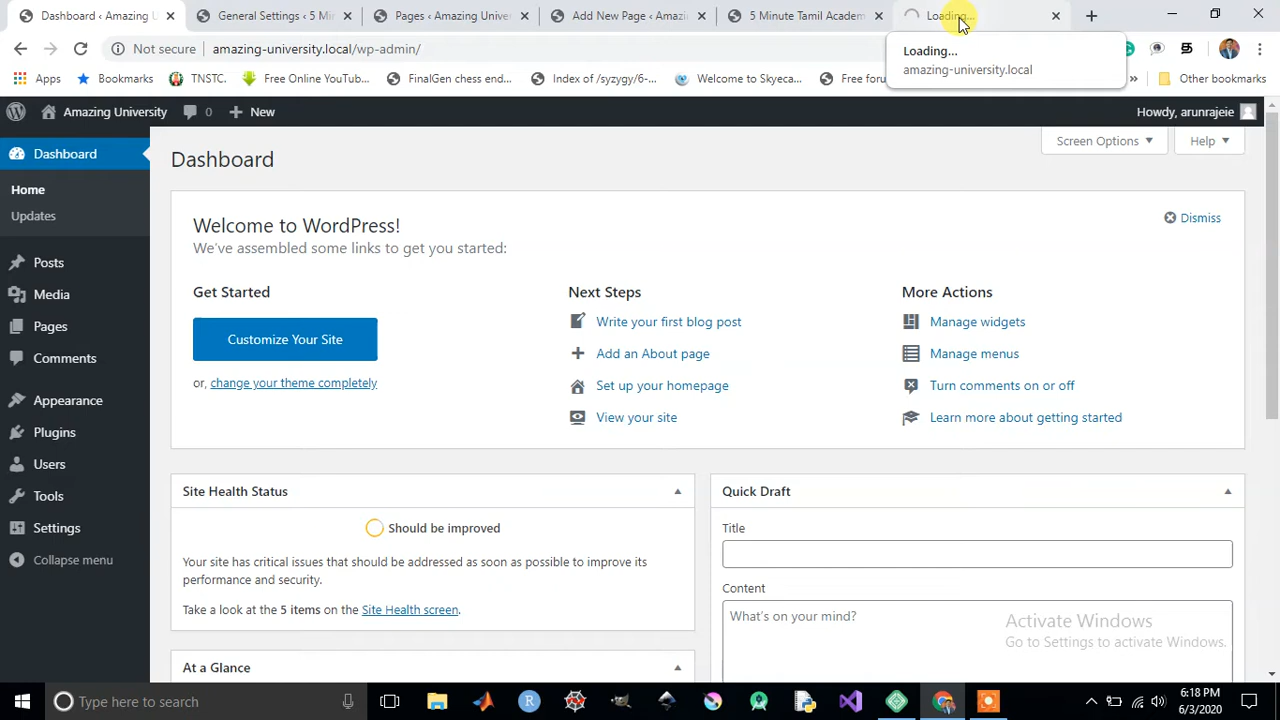 Dashboard ‹ Amazing U
General Settings ‹ 5 Mi
Pages ‹ Amazing Unive
Add New Page ‹ Amazi
5 Minute Tamil Academ
Loading...
Not secure
amazing-university.local/wp-admin/
Loading...
amazing-university.local
Apps
Bookmarks
TNSTC.
Free Online YouTub...
FinalGen chess end...
Index of /syzygy/6-...
Welcome to Skyeca...
Free foru
»
Other bookmarks
Amazing University
0
New
Howdy, arunrajeie
Dashboard
Home
Updates
Posts
Media
Pages
Comments
Appearance
Plugins
Users
Tools
Settings
Collapse menu
Screen Options
Help
Dashboard
Welcome to WordPress!
We've assembled some links to get you started:
Dismiss
Get Started
Customize Your Site
or, change your theme completely
Next Steps
Write your first blog post
Add an About page
Set up your homepage
View your site
More Actions
Manage widgets
Manage menus
Turn comments on or off
Learn more about getting started
Site Health Status
Should be improved
Your site has critical issues that should be addressed as soon as possible to improve its
performance and security.
Take a look at the 5 items on the Site Health screen.
At a Glance
Quick Draft
Title
Content
What's on your mind?
Activate Windows
Go to Settings to activate Windows.
Type here to search
6:18 PM
6/3/2020